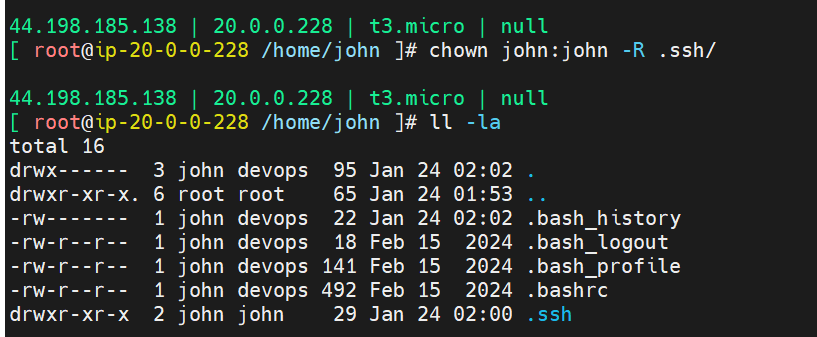 44.198.185.138 | 20.0.0.228 | t3.micro | null
[ root@ip-20-0-0-228 /home/john ]# chown john:john -R .ssh/
44.198.185.138 | 20.0.0.228 | t3.micro | null
[ root@ip-20-0-0-228 /home/john ]# ll -la
total 16
drwx------  3 john devops  95 Jan 24 02:02 .
drwxr-xr-x. 6 root root    65 Jan 24 01:53 ..
-rw-------  1 john devops  22 Jan 24 02:02 .bash_history
-rw-r--r--  1 john devops  18 Feb 15  2024 .bash_logout
-rw-r--r--  1 john devops 141 Feb 15  2024 .bash_profile
-rw-r--r--  1 john devops 492 Feb 15  2024 .bashrc
drwxr-xr-x  2 john john    29 Jan 24 02:00 .ssh